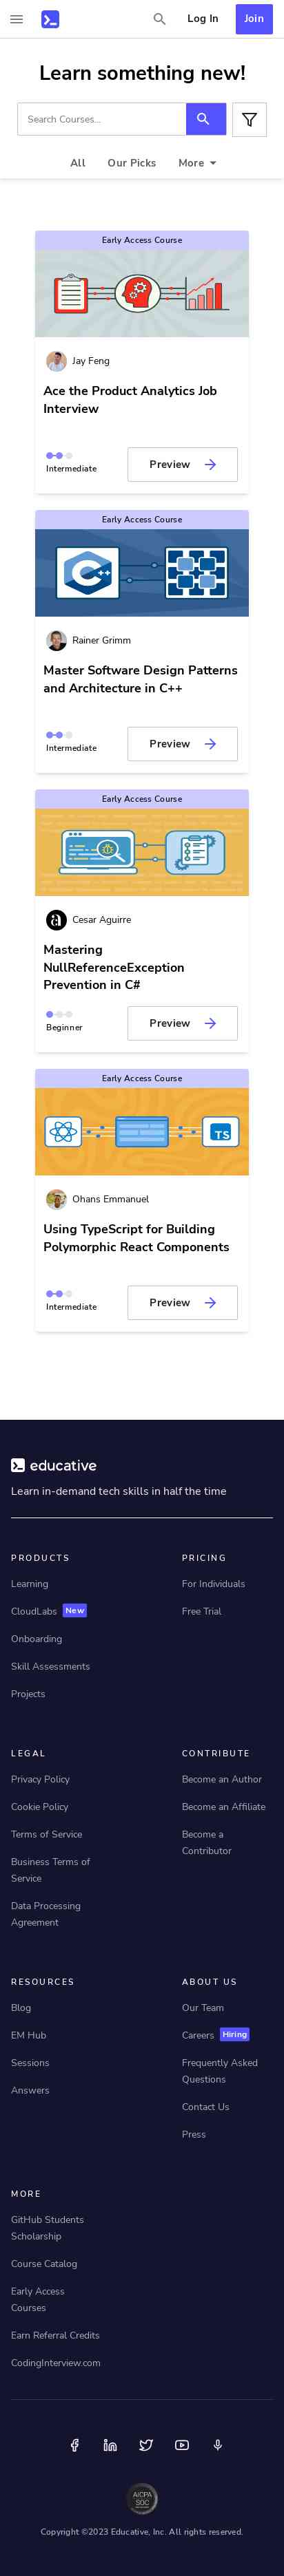 Log In
Join
Learn something new!
Search Courses...
All
Our Picks
More
Early Access Course
Jay Feng
Ace the Product Analytics Job
Interview
Intermediate
Preview
Early Access Course
C++
Rainer Grimm
Master Software Design Patterns
and Architecture in C++
Intermediate
Preview
Early Access Course
Cesar Aguirre
Mastering
NullReferenceException
Prevention in C#
Beginner
Preview
Early Access Course
TS
Ohans Emmanuel
Using TypeScript for Building
Polymorphic React Components
Intermediate
Preview
educative
Learn in-demand tech skills in half the time
PRODUCTS
Learning
CloudLabs New
Onboarding
Skill Assessments
Projects
PRICING
For Individuals
Free Trial
LEGAL
Privacy Policy
Cookie Policy
Terms of Service
Business Terms of
Service
Data Processing
Agreement
CONTRIBUTE
Become an Author
Become an Affiliate
Become a
Contributor
RESOURCES
Blog
EM Hub
Sessions
Answers
ABOUT US
Our Team
Careers Hiring
Frequently Asked
Questions
Contact Us
Press
MORE
GitHub Students
Scholarship
Course Catalog
Early Access
Courses
Earn Referral Credits
CodingInterview.com
AICPA
SOC
Copyright ©2023 Educative, Inc. All rights reserved.